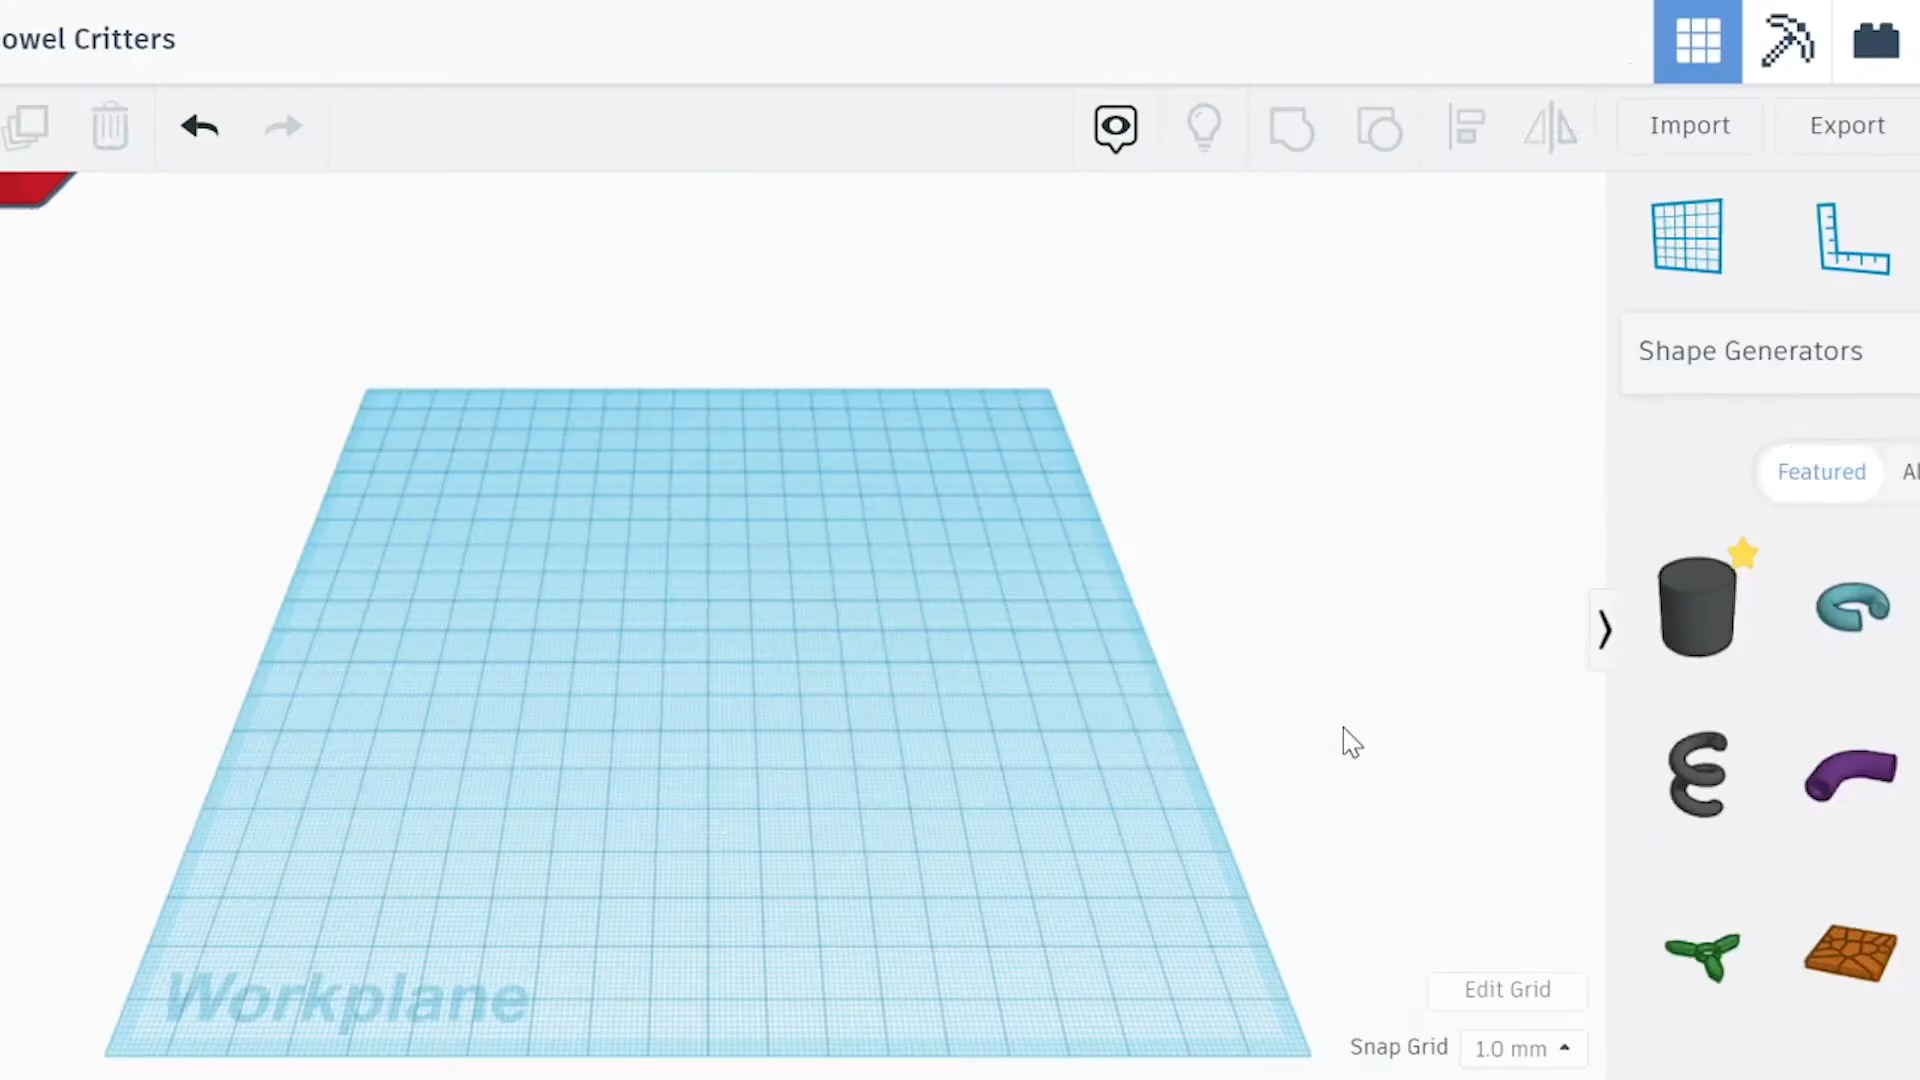 owel Critters
Import
Export
Shape Generators
Featured
Al
Workplane
Edit Grid
Snap Grid
1.0 mm